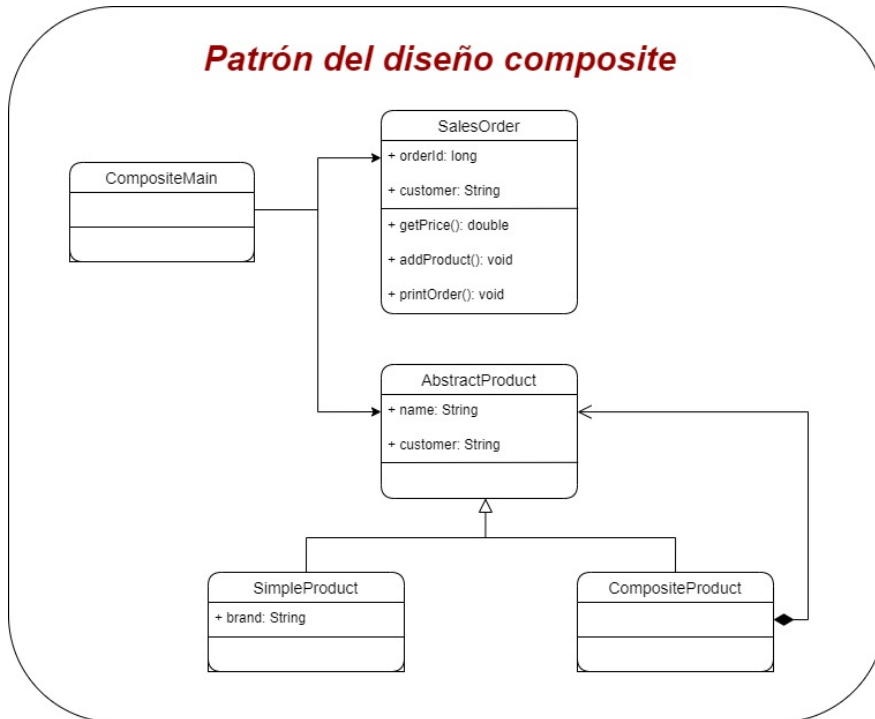 Patrón del diseño composite
SalesOrder
+ orderId: long
+ customer: String
+ getPrice(): double
+ addProduct(): void
+ printOrder(): void
CompositeMain
AbstractProduct
+ name: String
+ customer: String
SimpleProduct
+ brand: String
CompositeProduct